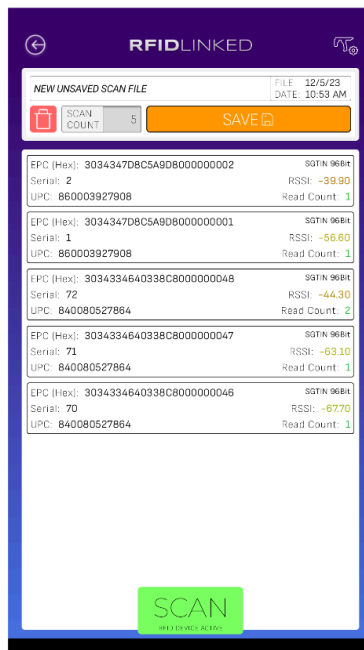 RFIDLINKED
NEW UNSAVED SCAN FILE
FILE DATE: 12/5/23 10:53 AM
SCAN COUNT 5
SAVE
EPC (Hex): 3034347D8C5A9D8000000002 SGTIN 96Bit
Serial: 2 RSSI: -39.90
UPC: 860003927908 Read Count: 1
EPC (Hex): 3034347D8C5A9D8000000001 SGTIN 96Bit
Serial: 1 RSSI: -56.60
UPC: 860003927908 Read Count: 1
EPC (Hex): 3034334640338C8000000048 SGTIN 96Bit
Serial: 72 RSSI: -44.30
UPC: 840080527864 Read Count: 2
EPC (Hex): 3034334640338C8000000047 SGTIN 96Bit
Serial: 71 RSSI: -63.10
UPC: 840080527864 Read Count: 1
EPC (Hex): 3034334640338C8000000046 SGTIN 96Bit
Serial: 70 RSSI: -67.70
UPC: 840080527864 Read Count: 1
SCAN
RFID DEVICE ACTIVE